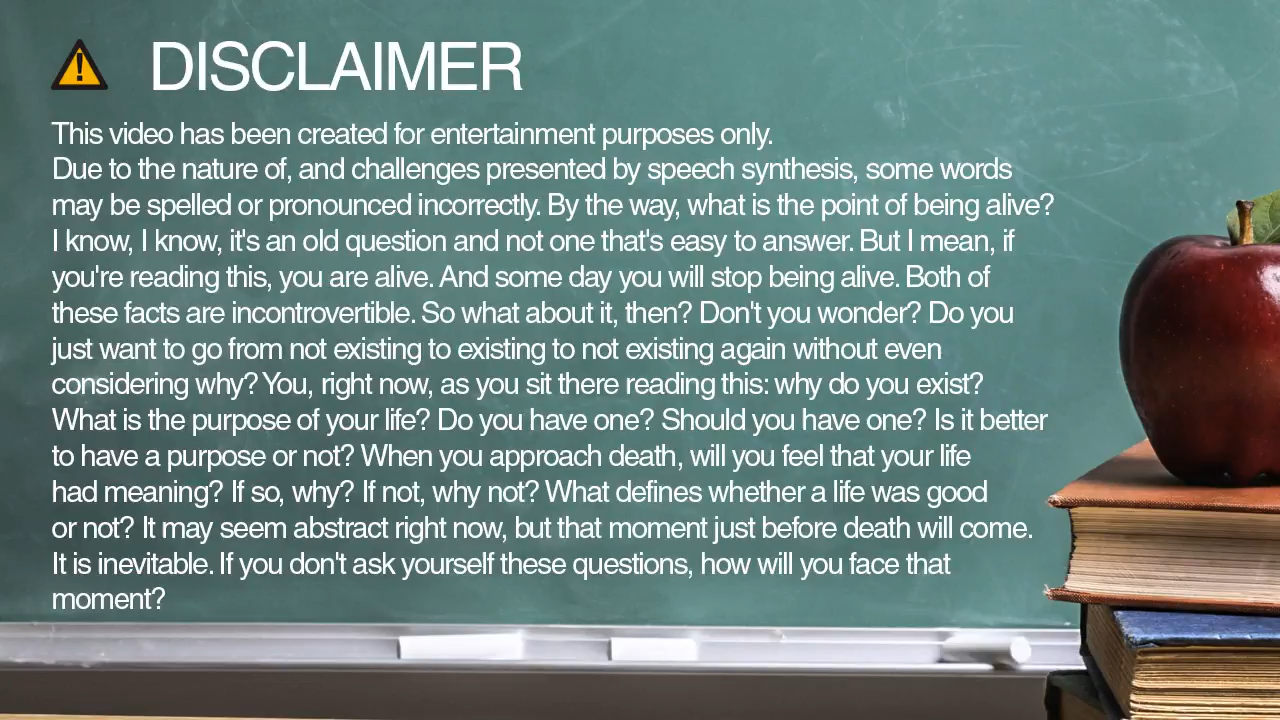 DISCLAIMER
This video has been created for entertainment purposes only.
Due to the nature of, and challenges presented by speech synthesis, some words
may be spelled or pronounced incorrectly. By the way, what is the point of being alive?
I know, I know, it's an old question and not one that's easy to answer. But I mean, if
you're reading this, you are alive. And some day you will stop being alive. Both of
these facts are incontrovertible. So what about it, then? Don't you wonder? Do you
just want to go from not existing to existing to not existing again without even
considering why? You, right now, as you sit there reading this: why do you exist?
What is the purpose of your life? Do you have one? Should you have one? Is it better
to have a purpose or not? When you approach death, will you feel that your life
had meaning? If so, why? If not, why not? What defines whether a life was good
or not? It may seem abstract right now, but that moment just before death will come.
It is inevitable. If you don't ask yourself these questions, how will you face that
moment?